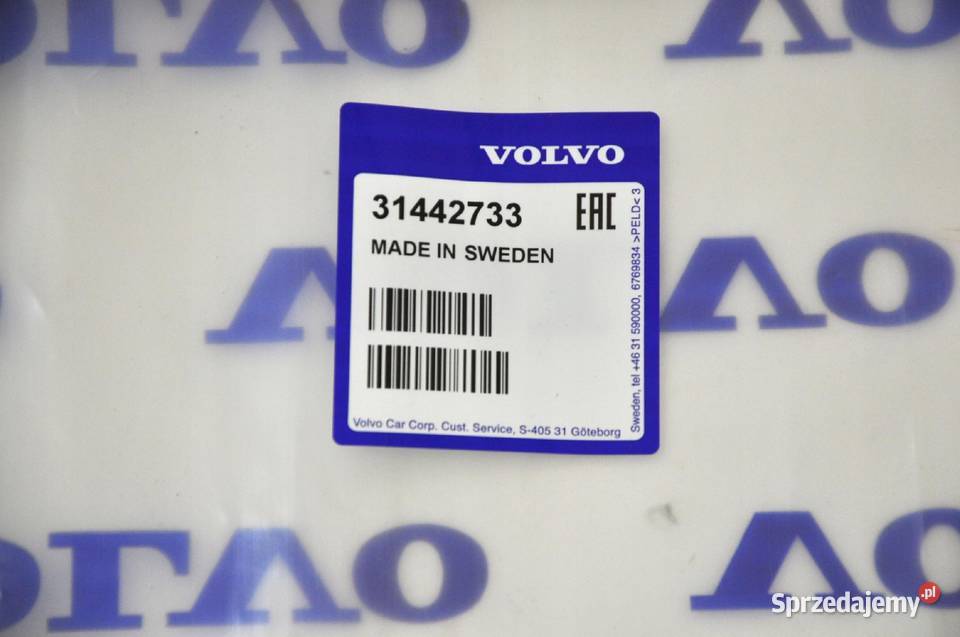 VOLVO
31442733
EAC
MADE IN SWEDEN
Volvo Car Corp. Cust. Service, S-405 31 Göteborg
Sweden, tel +46 31 590000, 6769834 >PELD< 3
Sprzedajemy.pl